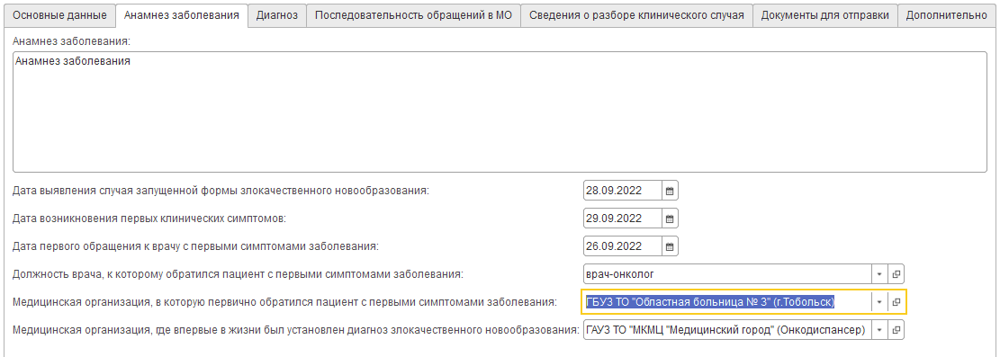 Основные данные Анамнез заболевания Диагноз Последовательность обращений в МО Сведения о разборе клинического случая Документы для отправки Дополнительно
Анамнез заболевания:
Анамнез заболевания
Дата выявления случая запущенной формы злокачественного новообразования: 28.09.2022
Дата возникновения первых клинических симптомов: 29.09.2022
Дата первого обращения к врачу с первыми симптомами заболевания: 26.09.2022
Должность врача, к которому обратился пациент с первыми симптомами заболевания: врач-онколог
Медицинская организация, в которую первично обратился пациент с первыми симптомами заболевания: ГБУЗ ТО "Областная больница № 3" (г.Тобольск)
Медицинская организация, где впервые в жизни был установлен диагноз злокачественного новообразования: ГАУЗ ТО "МКМЦ "Медицинский город" (Онкодиспансер)